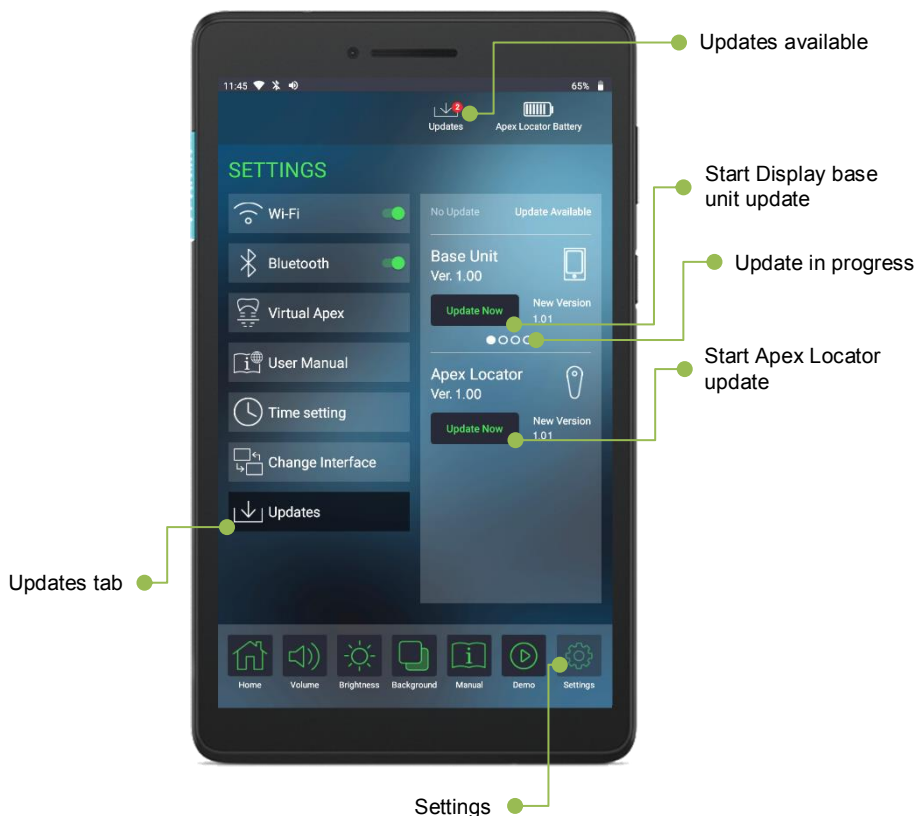 Updates available
11:45
65%
2
Updates
Apex Locator Battery
SETTINGS
Start Display base
unit update
Wi-Fi
No Update
Update Available
Bluetooth
Base Unit
Ver. 1.00
Update in progress
Virtual Apex
Update Now
New Version
1.01
User Manual
Apex Locator
Ver. 1.00
Start Apex Locator
update
Time setting
Update Now
New Version
1.01
Change Interface
Updates
Updates tab
Home
Volume
Brightness
Background
Manual
Demo
Settings
Settings